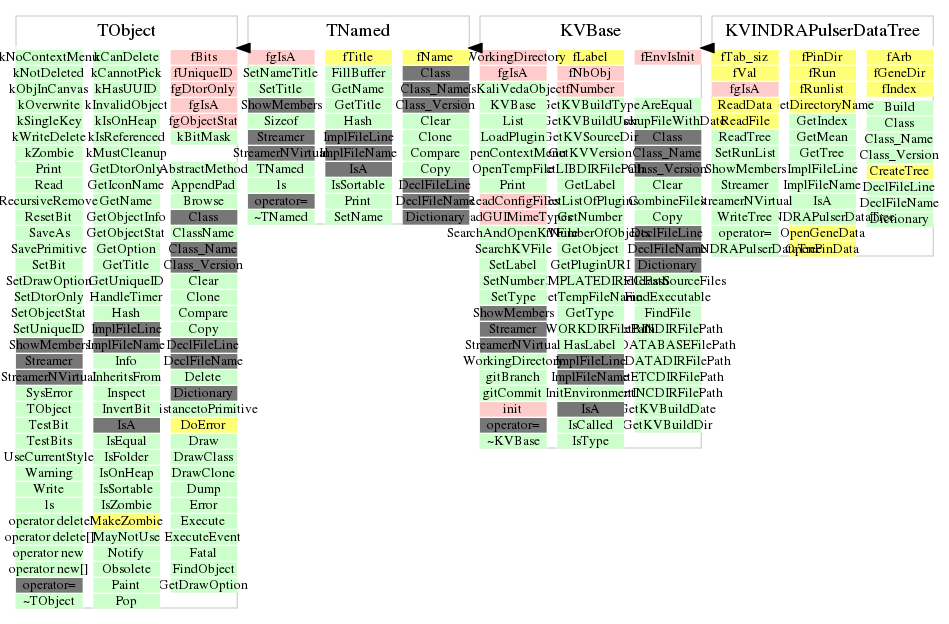 TObject
kNoContextMenu
kNotDeleted
kObjInCanvas
kOverwrite
kSingleKey
kWriteDelete
kZombie
Print
Read
RecursiveRemove
ResetBit
SaveAs
SavePrimitive
SetBit
SetDrawOption
SetDtorOnly
SetObjectStat
SetUniqueID
ShowMembers
Streamer
StreamerNVirtual
SysError
TObject
TestBit
TestBits
UseCurrentStyle
Warning
Write
ls
operator delete
operator delete[]
operator new
operator new[]
operator=
~TObject
kCanDelete
kCannotPick
kHasUUID
kInvalidObject
kIsOnHeap
kIsReferenced
kMustCleanup
GetDtorOnly
GetIconName
GetName
GetObjectInfo
GetObjectStat
GetOption
GetTitle
GetUniqueID
HandleTimer
Hash
ImplFileLine
ImplFileName
Info
InheritsFrom
Inspect
InvertBit
IsA
IsEqual
IsFolder
IsOnHeap
IsSortable
IsZombie
MakeZombie
MayNotUse
Notify
Obsolete
Paint
Pop
fBits
fUniqueID
fgDtorOnly
fgIsA
fgObjectStat
kBitMask
AbstractMethod
AppendPad
Browse
Class
ClassName
Class_Name
Class_Version
Clear
Clone
Compare
Copy
DeclFileLine
DeclFileName
Delete
Dictionary
istancetoPrimitive
DoError
Draw
DrawClass
DrawClone
Dump
Error
Execute
ExecuteEvent
Fatal
FindObject
GetDrawOption
TNamed
fgIsA
SetNameTitle
SetTitle
ShowMembers
Sizeof
Streamer
StreamerNVirtual
TNamed
ls
operator=
~TNamed
fTitle
FillBuffer
GetName
GetTitle
Hash
ImplFileLine
ImplFileName
IsA
IsSortable
Print
SetName
fName
Class
Class_Name
Class_Version
Clear
Clone
Compare
Copy
DeclFileLine
DeclFileName
Dictionary
KVBase
WorkingDirectory
fgIsA
IsKaliVedaObject
KVBase
List
LoadPlugin
OpenContextMenu
OpenTempFile
Print
ReadConfigFiles
ReadGUIMimeTypes
SearchAndOpenKVFile
SearchKVFile
SetLabel
SetNumber
SetType
ShowMembers
Streamer
StreamerNVirtual
WorkingDirectory
gitBranch
gitCommit
init
operator=
~KVBase
fLabel
fNbObj
fNumber
GetKVBuildType
GetKVBuildUser
GetKVSourceDir
GetKVVersion
GetLIBDIRFilePath
GetLabel
GetListOfPlugins
GetNumber
GetNumberOfObjects
GetObject
GetPluginURI
GetTEMPLATEDIRFilePath
GetTempFileName
GetType
GetWORKDIRFilePath
HasLabel
ImplFileLine
ImplFileName
InitEnvironment
IsA
IsCalled
IsType
fEnvIsInit
AreEqual
BackupFileWithDate
Class
Class_Name
Class_Version
Clear
CombineFiles
Copy
DeclFileLine
DeclFileName
Dictionary
FindClassSourceFiles
FindExecutable
FindFile
GetBINDIRFilePath
GetDATABASEFilePath
GetDATADIRFilePath
GetETCDIRFilePath
GetINCDIRFilePath
GetKVBuildDate
GetKVBuildDir
KVINDRAPulserDataTree
fTab_siz
fVal
fgIsA
ReadData
ReadFile
ReadTree
SetRunList
ShowMembers
Streamer
StreamerNVirtual
WriteTree
operator=
~KVINDRAPulserDataTree
fPinDir
fRun
fRunlist
GetDirectoryName
GetIndex
GetMean
GetTree
ImplFileLine
ImplFileName
IsA
KVINDRAPulserDataTree
OpenGeneData
OpenPinData
fArb
fGeneDir
fIndex
Build
Class
Class_Name
Class_Version
CreateTree
DeclFileLine
DeclFileName
Dictionary